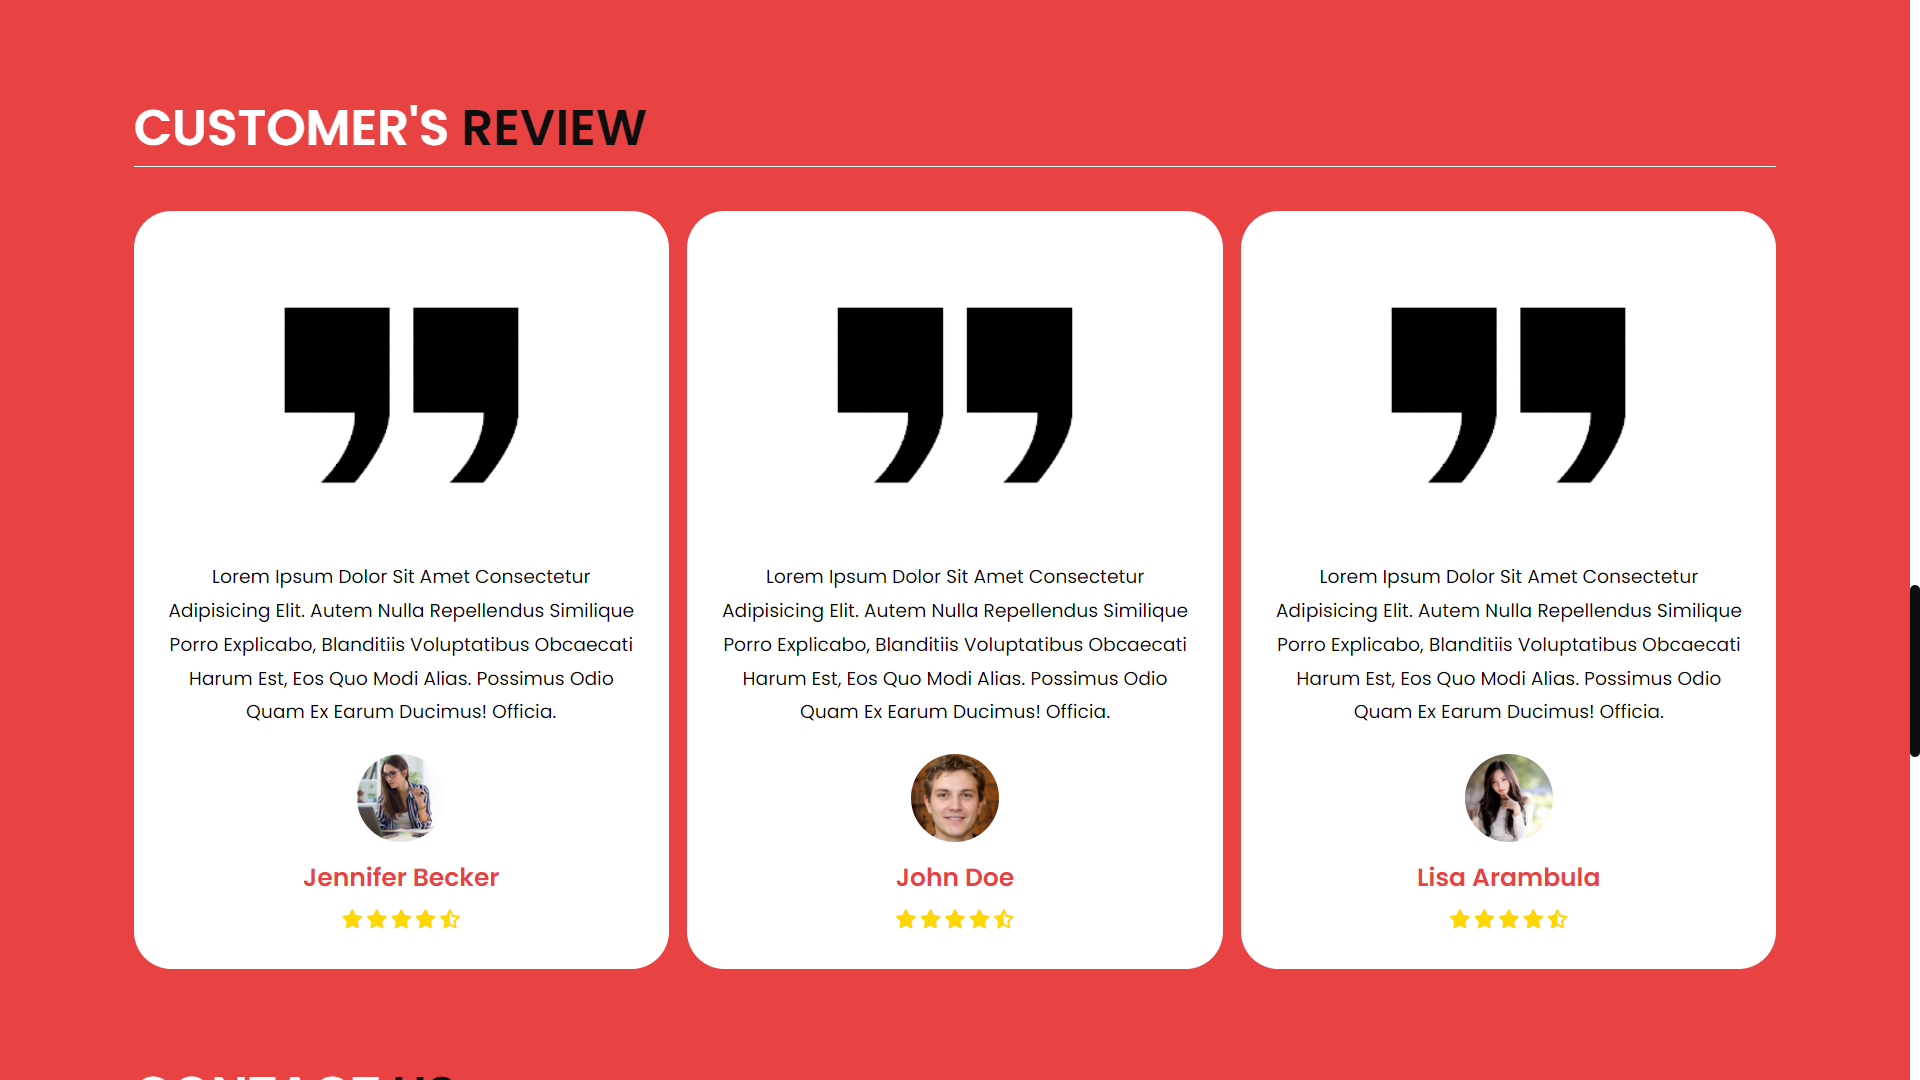 CUSTOMER'S REVIEW
Lorem Ipsum Dolor Sit Amet Consectetur
Adipisicing Elit. Autem Nulla Repellendus Similique
Porro Explicabo, Blanditiis Voluptatibus Obcaecati
Harum Est, Eos Quo Modi Alias. Possimus Odio
Quam Ex Earum Ducimus! Officia.
Jennifer Becker
Lorem Ipsum Dolor Sit Amet Consectetur
Adipisicing Elit. Autem Nulla Repellendus Similique
Porro Explicabo, Blanditiis Voluptatibus Obcaecati
Harum Est, Eos Quo Modi Alias. Possimus Odio
Quam Ex Earum Ducimus! Officia.
John Doe
Lorem Ipsum Dolor Sit Amet Consectetur
Adipisicing Elit. Autem Nulla Repellendus Similique
Porro Explicabo, Blanditiis Voluptatibus Obcaecati
Harum Est, Eos Quo Modi Alias. Possimus Odio
Quam Ex Earum Ducimus! Officia.
Lisa Arambula